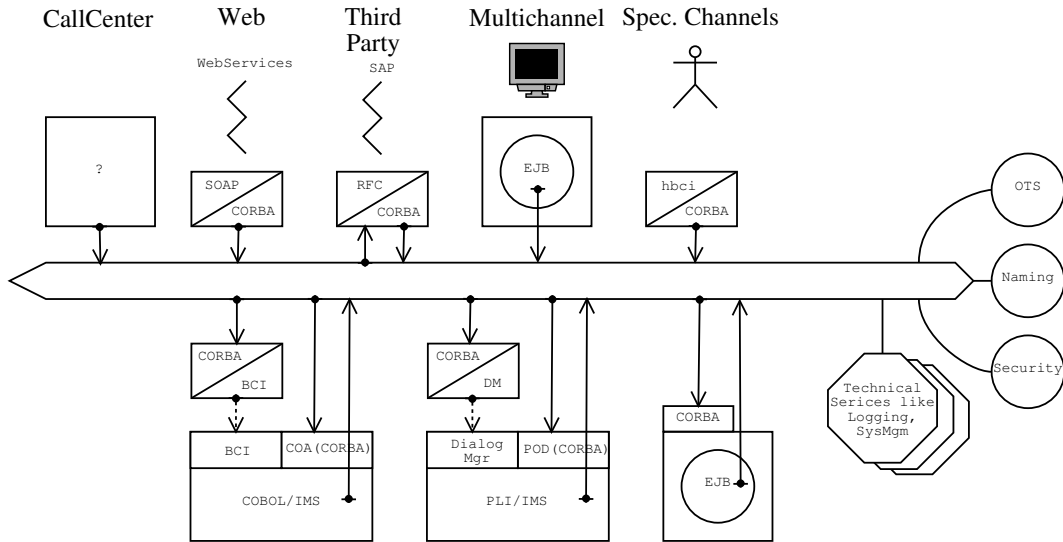 CallCenter
Web
Third
Party
Multichannel
Spec. Channels
WebServices
SAP
?
SOAP
CORBA
RFC
CORBA
EJB
hbci
CORBA
OTS
Naming
Security
CORBA
BCI
CORBA
DM
Technical
Serices like
Logging,
SysMgm
BCI
COA(CORBA)
Dialog
Mgr
POD(CORBA)
CORBA
COBOL/IMS
PLI/IMS
EJB